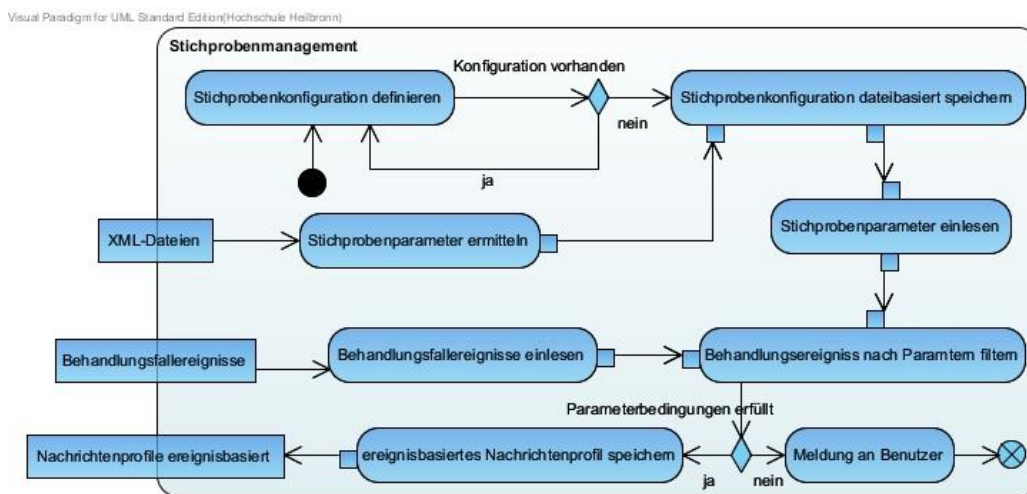 Visual Paradigm for UML Standard Edition(Hochschule Heilbronn)
Stichprobenmanagement
Konfiguration vorhanden
Stichprobenkonfiguration definieren
Stichprobenkonfiguration dateibasiert speichern
nein
ja
XML-Dateien
Stichprobenparameter ermitteln
Stichprobenparameter einlesen
Behandlungsfallereignisse
Behandlungsfallereignisse einlesen
Behandlungsereigniss nach Paramtern filtern
Parameterbedingungen erfüllt
Nachrichtenprofile ereignisbasiert
ereignisbasiertes Nachrichtenprofil speichern
Meldung an Benutzer
ja
nein